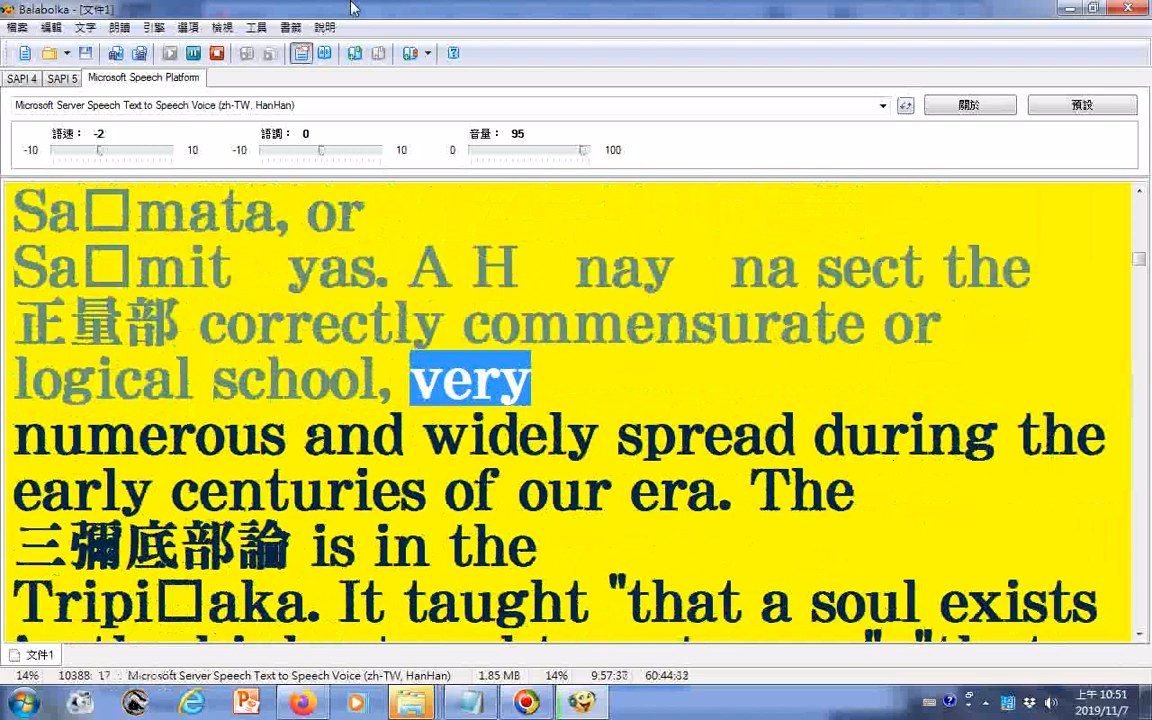 Balabolka - [文件1]
檔案 編輯 文字 朗讀 引擎 選項 檢視 工具 書籤 說明
SAPI 4 SAPI 5 Microsoft Speech Platform
Microsoft Server Speech Text to Speech Voice (zh-TW, HanHan) 關於 預設
語速： -2 語調： 0 音量： 95
-10 10 -10 10 0 100
Sa□mata, or
Sa□mit yas. A H nay na sect the
正量部 correctly commensurate or
logical school, very
numerous and widely spread during the
early centuries of our era. The
三彌底部論 is in the
Tripi□aka. It taught "that a soul exists
文件1
14% 10388: 17 Microsoft Server Speech Text to Speech Voice (zh-TW, HanHan) 1.85 MB 14% 9:57:33 60:44:33
上午 10:51
2019/11/7